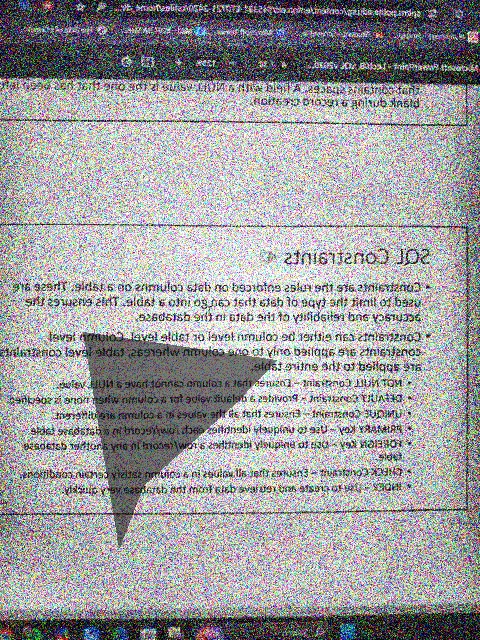 that contains spaces. A field with a NULL value is the one that has been left
blank during a record creation.
SQL Constraints
• Constraints are the rules enforced on data columns on a table. These are
used to limit the type of data that can go into a table. This ensures the
accuracy and reliability of the data in the database.
• Constraints can either be column level or table level. Column level
constraints are applied only to one column whereas, table level constraints
are applied to the entire table.
• NOT NULL Constraint – Ensures that a column cannot have a NULL value.
• DEFAULT Constraint – Provides a default value for a column when none is specified.
• UNIQUE Constraint – Ensures that all the values in a column are different.
• PRIMARY Key – Use to uniquely identifies each row/record in a database table.
• FOREIGN Key – Use to uniquely identifies a row/record in any another database
table.
• CHECK Constraint – Ensures that all values in a column satisfy certain conditions.
• INDEX – Use to create and retrieve data from the database very quickly.